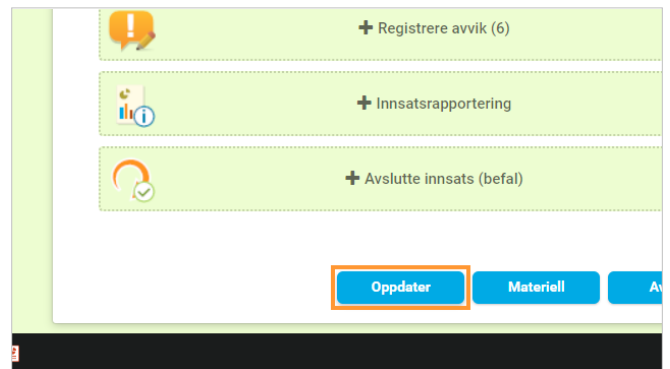 + Registrere avvik (6)
+ Innsatsrapportering
+ Avslutte innsats (befal)
Oppdater Materiell